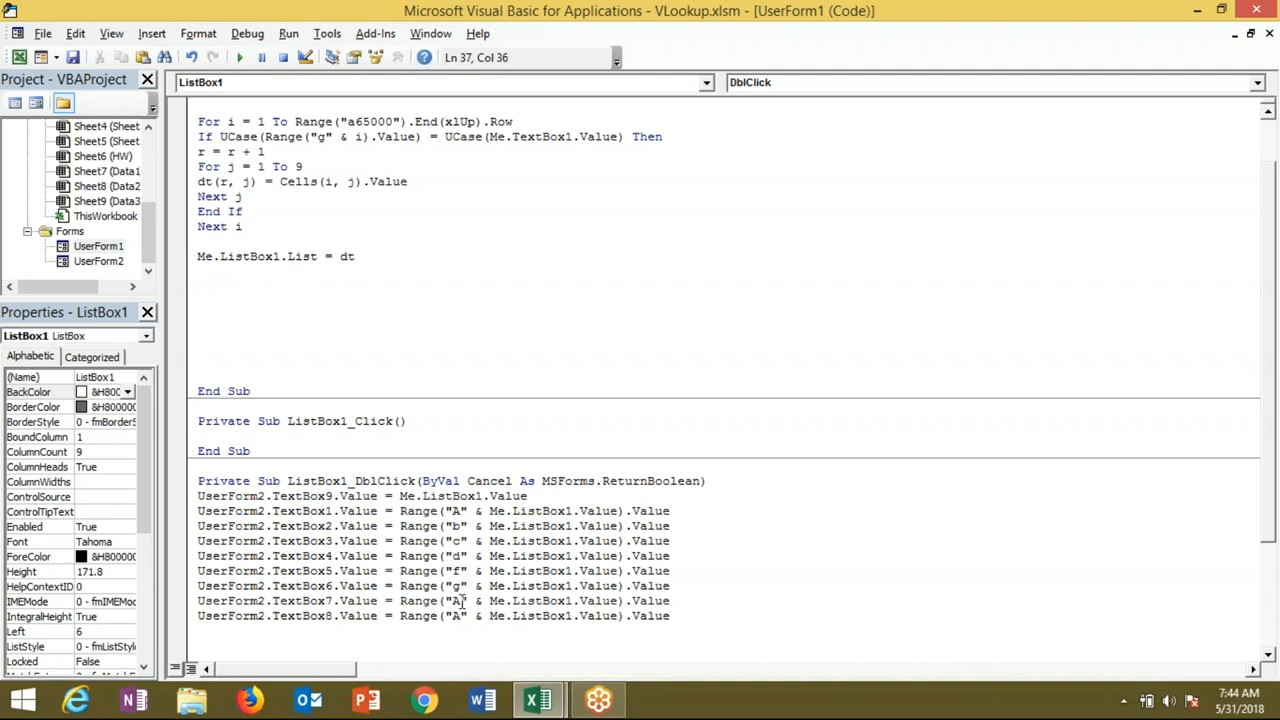 Microsoft Visual Basic for Applications - VLookup.xlsm - [UserForm1 (Code)]
File Edit View Insert Format Debug Run Tools Add-Ins Window Help
Ln 37, Col 36
Project - VBAProject
ListBox1
DblClick
Sheet4 (Sheet
Sheet5 (Sheet
Sheet6 (HW)
Sheet7 (Data1
Sheet8 (Data2
Sheet9 (Data3
ThisWorkbook
Forms
UserForm1
UserForm2
Properties - ListBox1
ListBox1 ListBox
Alphabetic Categorized
(Name) ListBox1
BackColor &H800
BorderColor &H800000
BorderStyle 0 - fmBorderS
BoundColumn 1
ColumnCount 9
ColumnHeads True
ColumnWidths
ControlSource
ControlTipText
Enabled True
Font Tahoma
ForeColor &H800000
Height 171.8
HelpContextID 0
IMEMode 0 - fmIMEMod
IntegralHeight True
Left 6
ListStyle 0 - fmListStyle
Locked False
For i = 1 To Range("a65000").End(xlUp).Row
If UCase(Range("g" & i).Value) = UCase(Me.TextBox1.Value) Then
r = r + 1
For j = 1 To 9
dt(r, j) = Cells(i, j).Value
Next j
End If
Next i
Me.ListBox1.List = dt
End Sub
Private Sub ListBox1_Click()
End Sub
Private Sub ListBox1_DblClick(ByVal Cancel As MSForms.ReturnBoolean)
UserForm2.TextBox9.Value = Me.ListBox1.Value
UserForm2.TextBox1.Value = Range("A" & Me.ListBox1.Value).Value
UserForm2.TextBox2.Value = Range("b" & Me.ListBox1.Value).Value
UserForm2.TextBox3.Value = Range("c" & Me.ListBox1.Value).Value
UserForm2.TextBox4.Value = Range("d" & Me.ListBox1.Value).Value
UserForm2.TextBox5.Value = Range("f" & Me.ListBox1.Value).Value
UserForm2.TextBox6.Value = Range("g" & Me.ListBox1.Value).Value
UserForm2.TextBox7.Value = Range("A" & Me.ListBox1.Value).Value
UserForm2.TextBox8.Value = Range("A" & Me.ListBox1.Value).Value
7:44 AM
5/31/2018